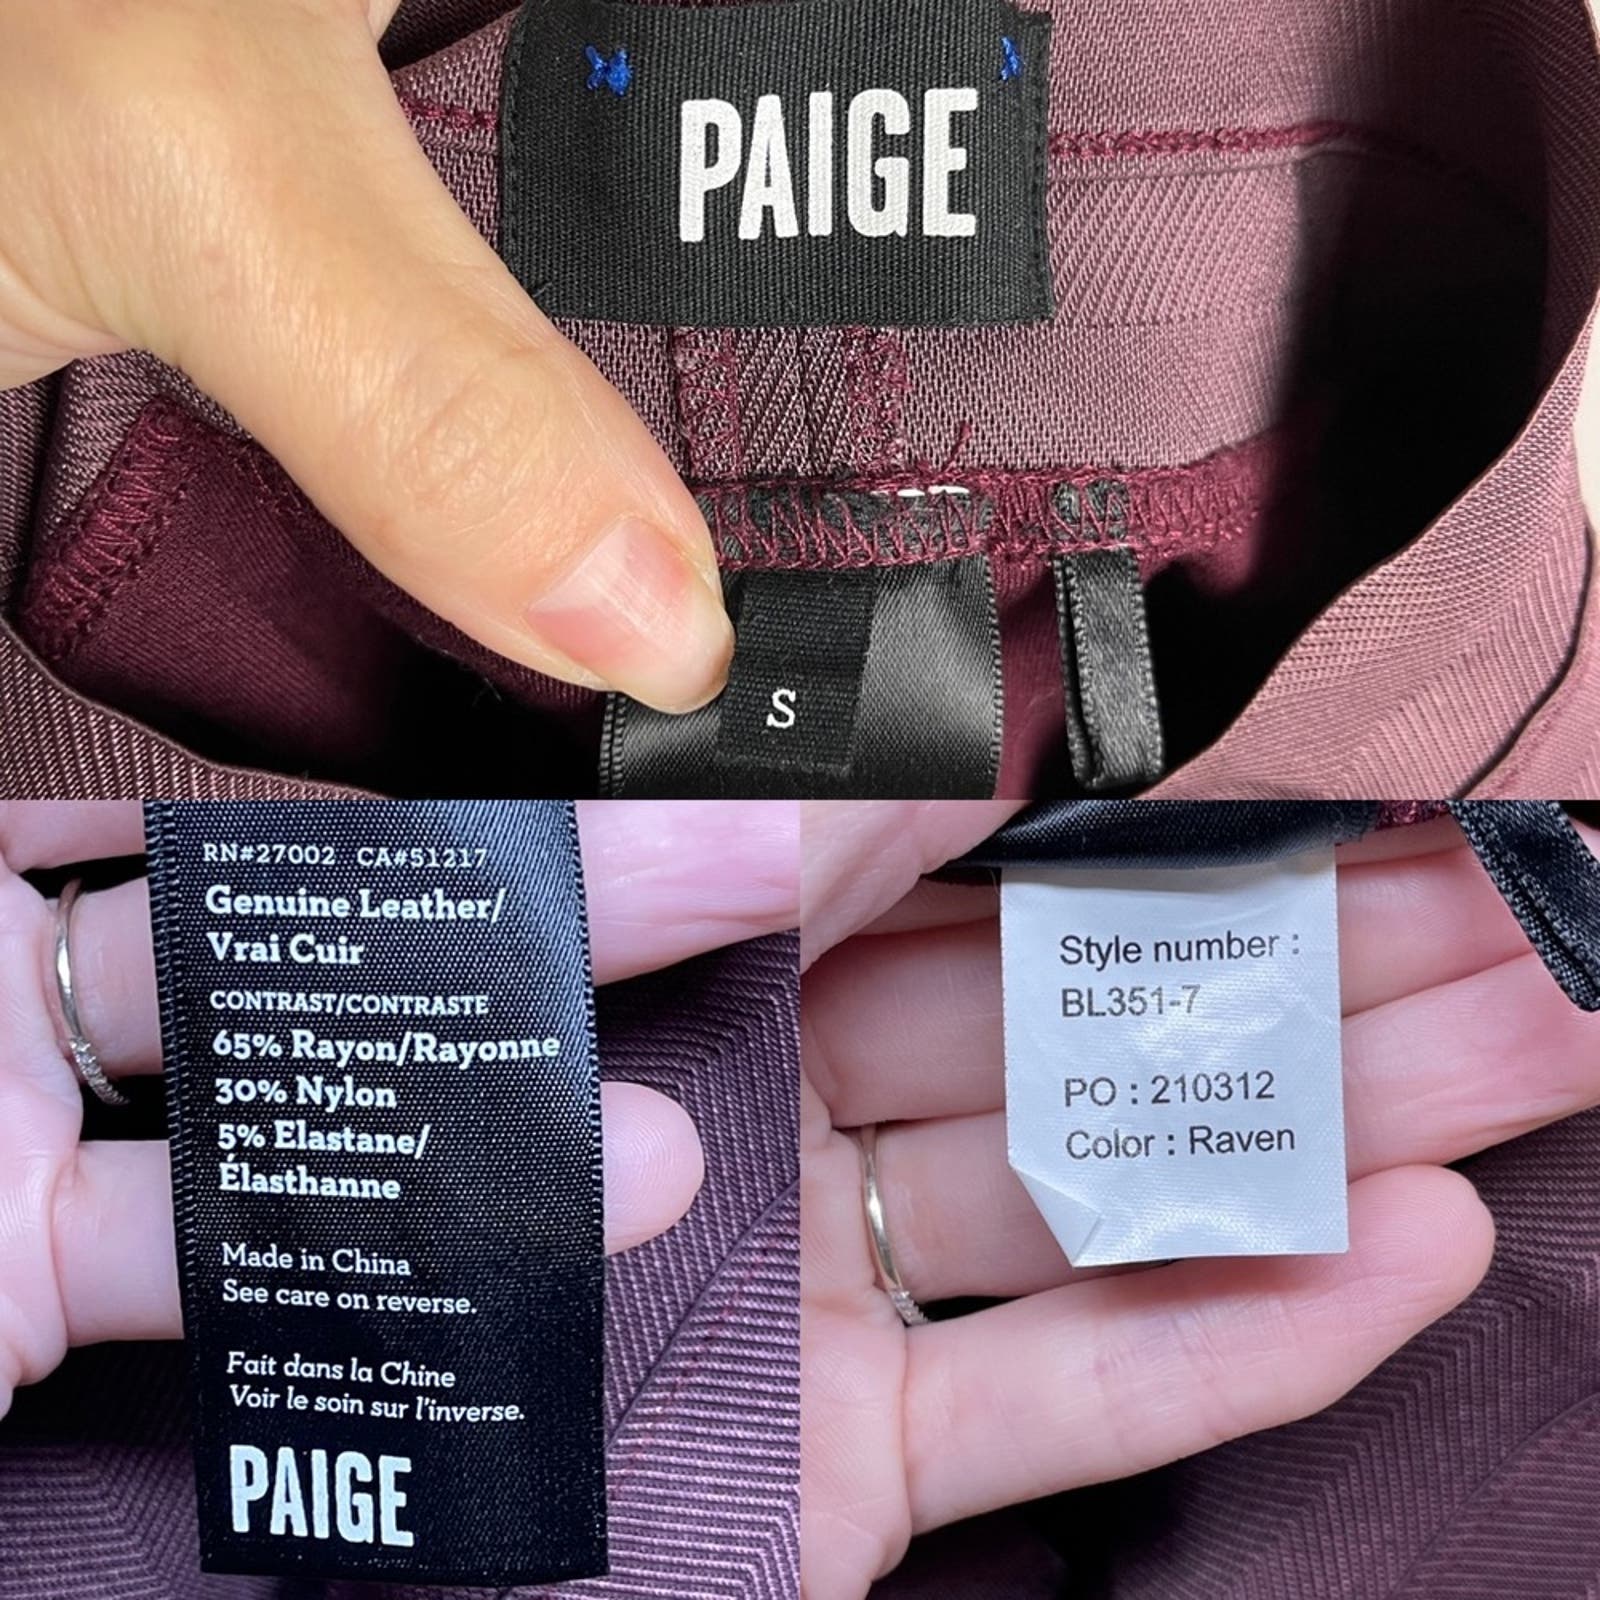 PAIGE
S
RN#27002 CA#51217
Genuine Leather/
Vrai Cuir
CONTRAST/CONTRASTE
65% Rayon/Rayonne
30% Nylon
5% Elastane/
Élasthanne
Made in China
See care on reverse.
Fait dans la Chine
Voir le soin sur l'inverse.
PAIGE
Style number :
BL351-7
PO : 210312
Color : Raven